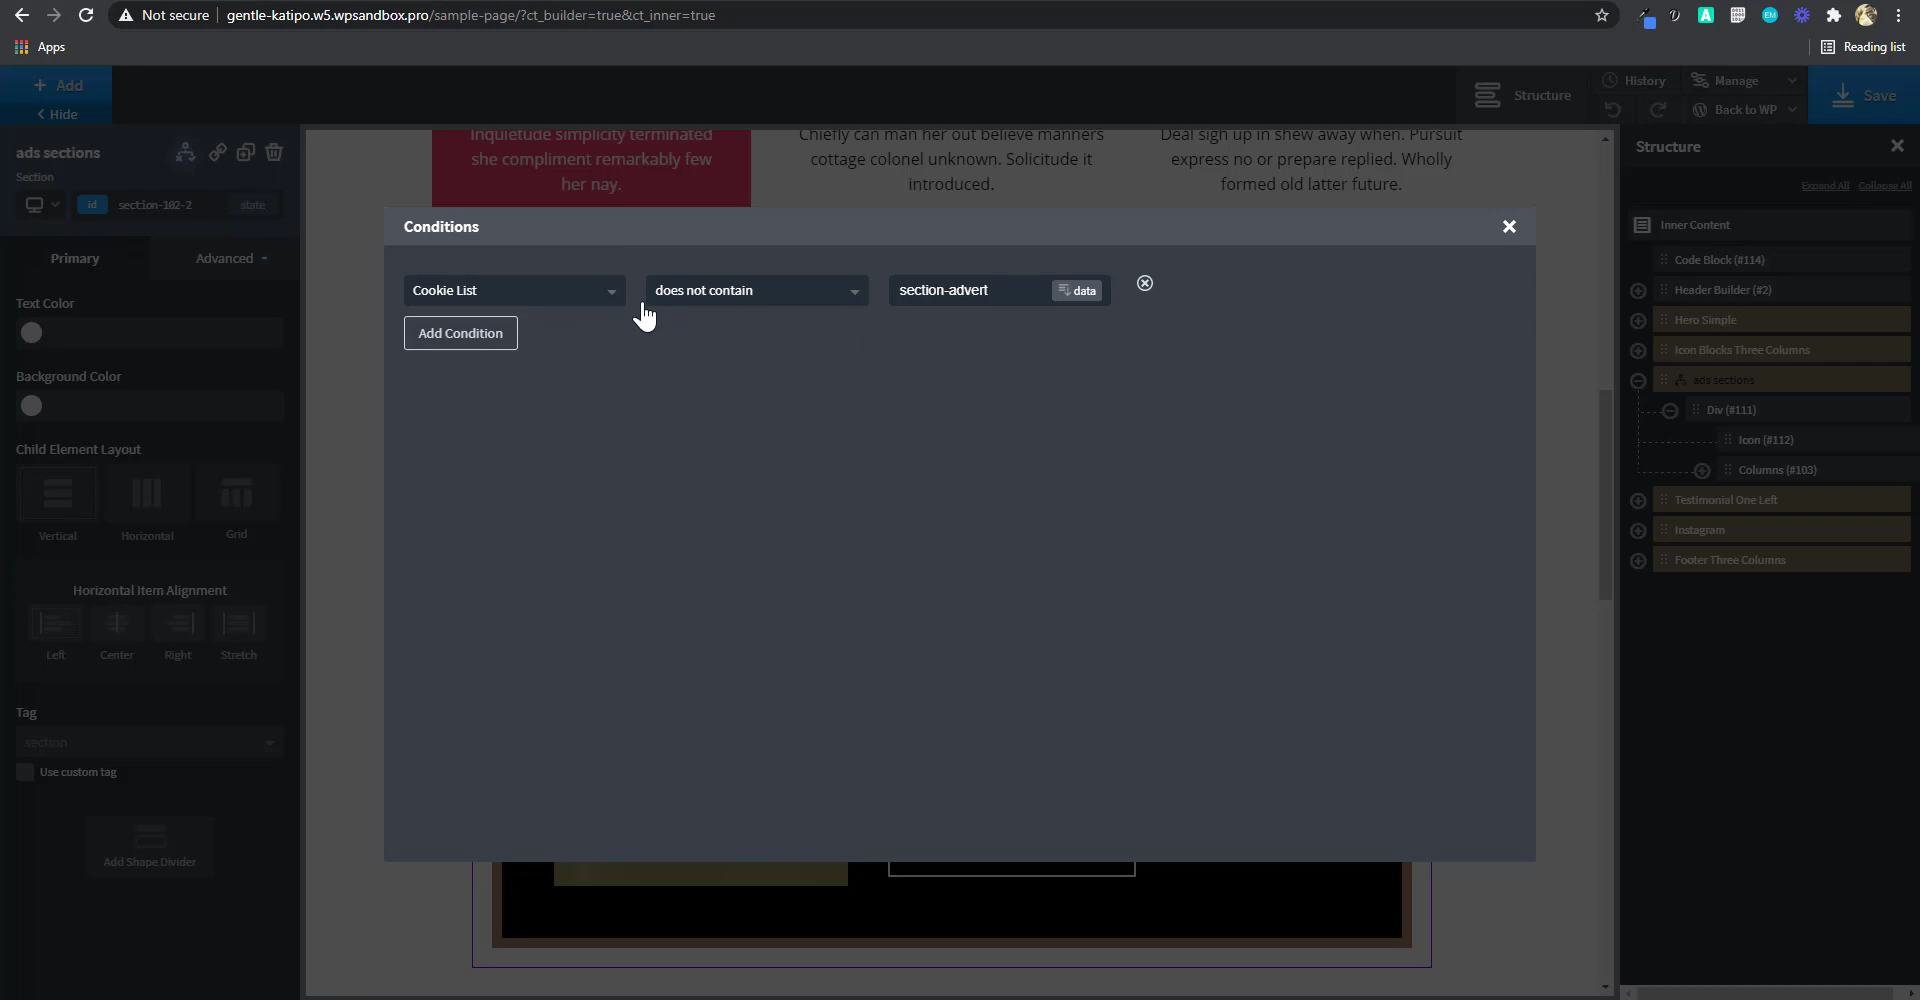 Not secure
gentle-katipo.w5.wpsandbox.pro/sample-page/?ct_builder=true&ct_inner=true
Apps
Reading list
+ Add
< Hide
Structure
History
Manage
Back to WP
Save
ads sections
Section
id
section-102-2
state
Primary
Advanced
Text Color
Background Color
Child Element Layout
Vertical
Horizontal
Grid
Horizontal Item Alignment
Left
Center
Right
Stretch
Tag
section
Use custom tag
Add Shape Divider
Inquietude simplicity terminated
she compliment remarkably few
her nay.
Chiefly can man her out believe manners
cottage colonel unknown. Solicitude it
introduced.
Deal sign up in shew away when. Pursuit
express no or prepare replied. Wholly
formed old latter future.
Conditions
Cookie List
does not contain
section-advert
data
Add Condition
Structure
Expand All
Collapse All
Inner Content
Code Block (#114)
Header Builder (#2)
Hero Simple
Icon Blocks Three Columns
ads sections
Div (#111)
Icon (#112)
Columns (#103)
Testimonial One Left
Instagram
Footer Three Columns